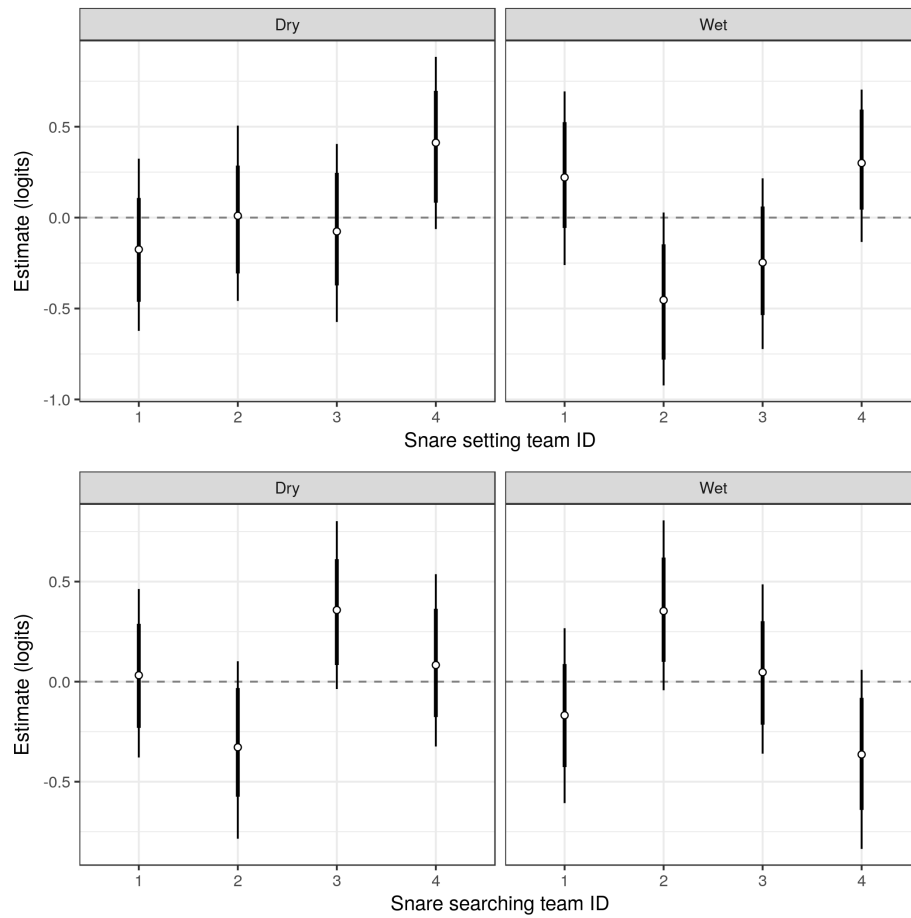 Dry Wet
Estimate (logits)
0.5
0.0
-0.5
-1.0
1 2 3 4 1 2 3 4
Snare setting team ID
Dry Wet
Estimate (logits)
0.5
0.0
-0.5
1 2 3 4 1 2 3 4
Snare searching team ID